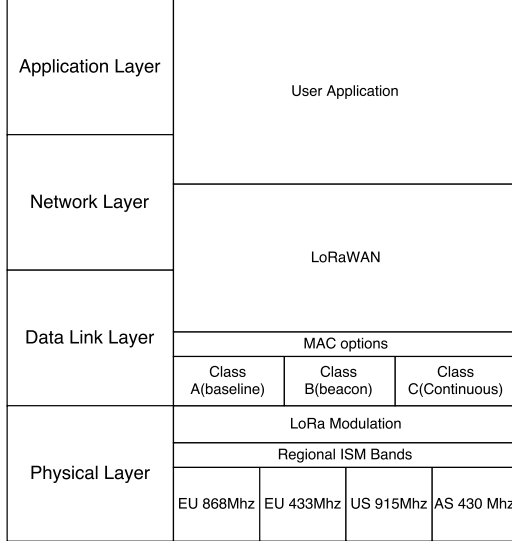 Application Layer
User Application
Network Layer
LoRaWAN
Data Link Layer
MAC options
Class
A(baseline)
Class
B(beacon)
Class
C(Continuous)
Physical Layer
LoRa Modulation
Regional ISM Bands
EU 868Mhz
EU 433Mhz
US 915Mhz
AS 430 Mhz